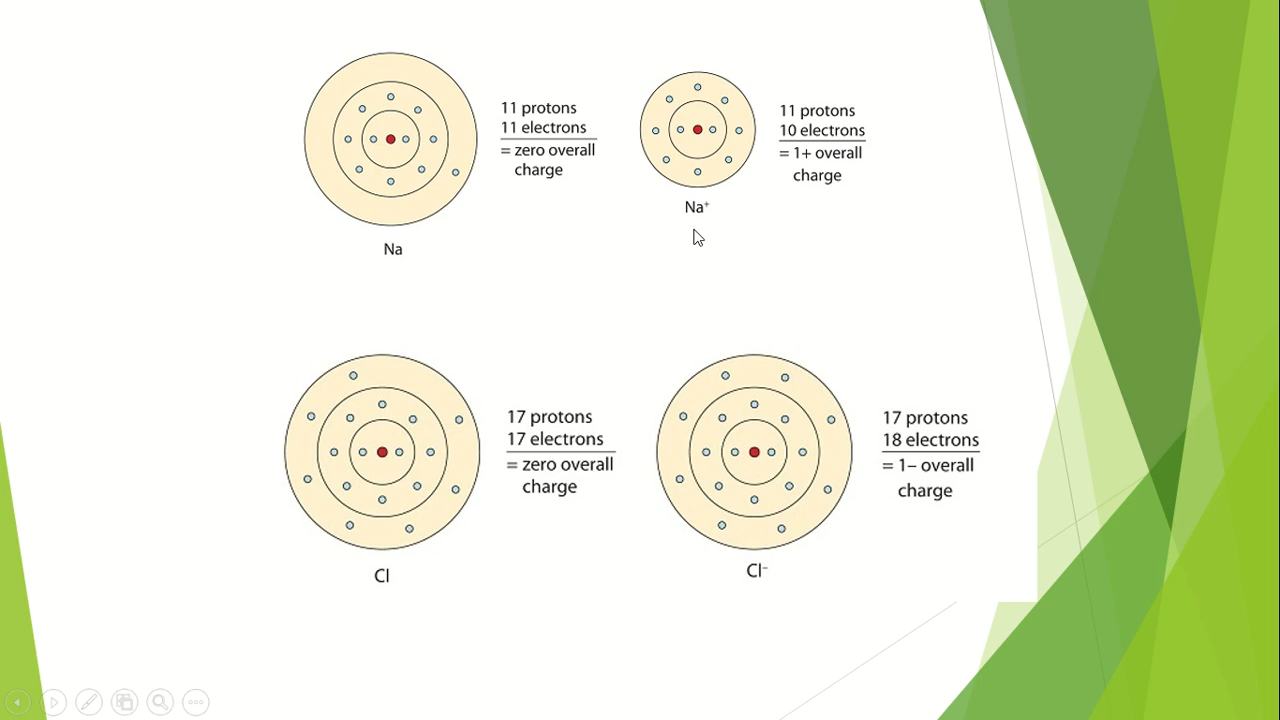 11 protons
11 electrons
= zero overall
charge
Na
11 protons
10 electrons
= 1+ overall
charge
Na⁺
17 protons
17 electrons
= zero overall
charge
Cl
17 protons
18 electrons
= 1– overall
charge
Cl⁻